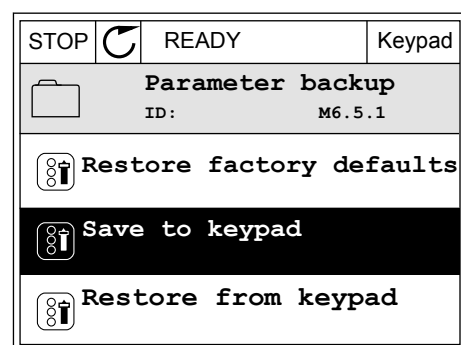 STOP READY Keypad
Parameter backup
ID: M6.5.1
Restore factory defaults
Save to keypad
Restore from keypad